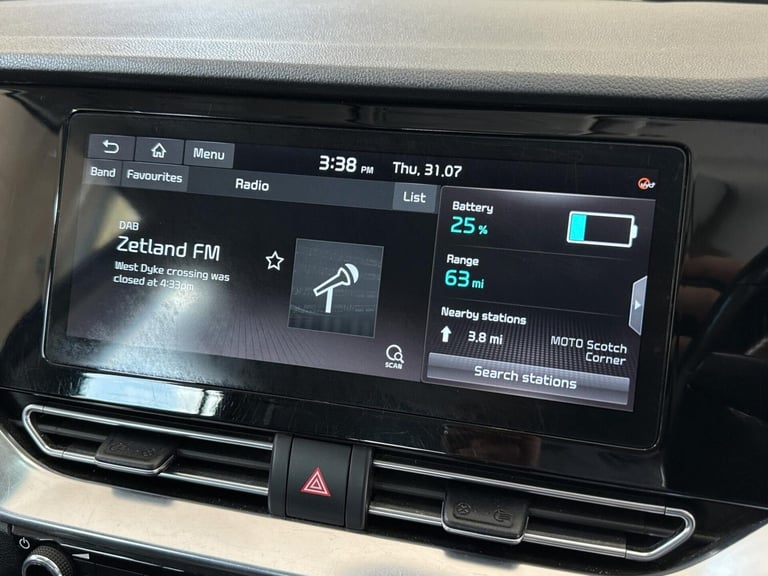 Menu
3:38 PM
Thu, 31.07
Band
Favourites
Radio
List
DAB
Zetland FM
West Dyke crossing was
closed at 4:33pm
SCAN
Battery
25 %
Range
63 mi
Nearby stations
3.8 mi
MOTO Scotch
Corner
Search stations